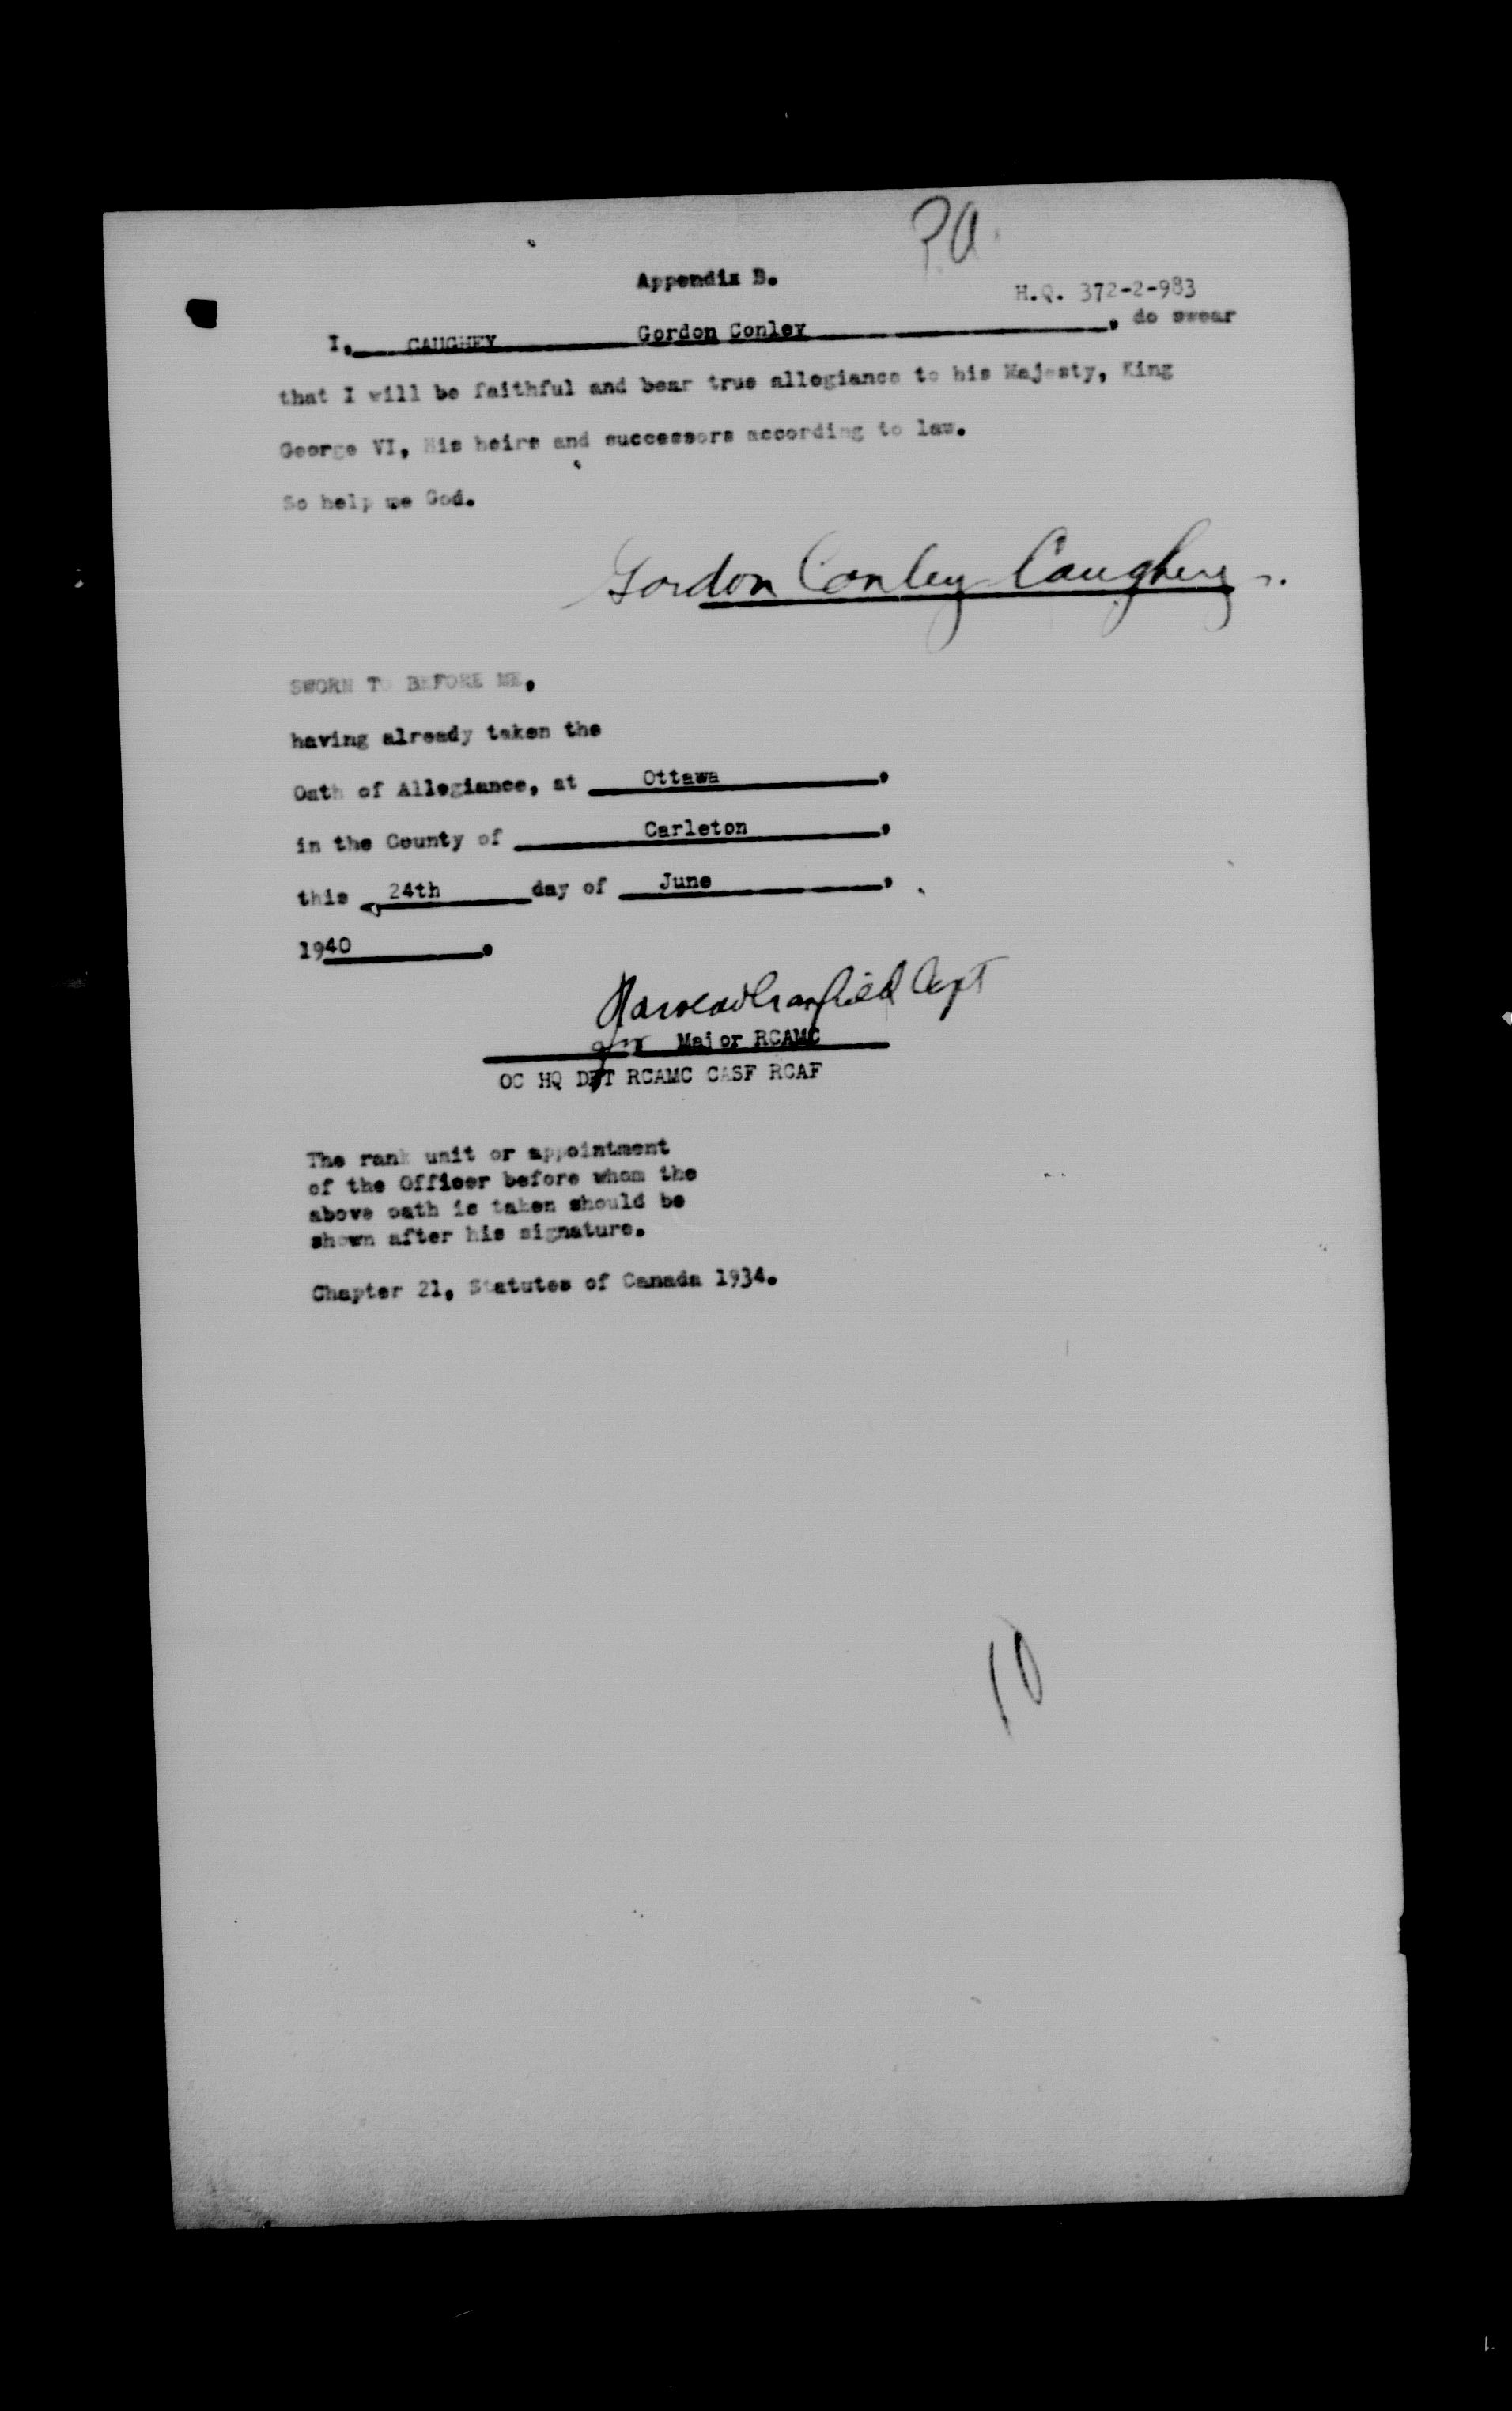 P.A.
Appendix B.
H.Q. 372-2-983
I, CAUGHEY Gordon Conley, do swear
that I will be faithful and bear true allegiance to his Majesty, King
George VI, His heirs and successors according to law.
So help me God.
Gordon Conley Caughey
SWORN TO BEFORE ME,
having already taken the
Oath of Allegiance, at Ottawa,
in the County of Carleton,
this 24th day of June,
1940.
Capt
for Major RCAMC
OC HQ DET RCAMC CASF RCAF
The rank unit or appointment
of the Officer before whom the
above oath is taken should be
shown after his signature.
Chapter 21, Statutes of Canada 1934.
10